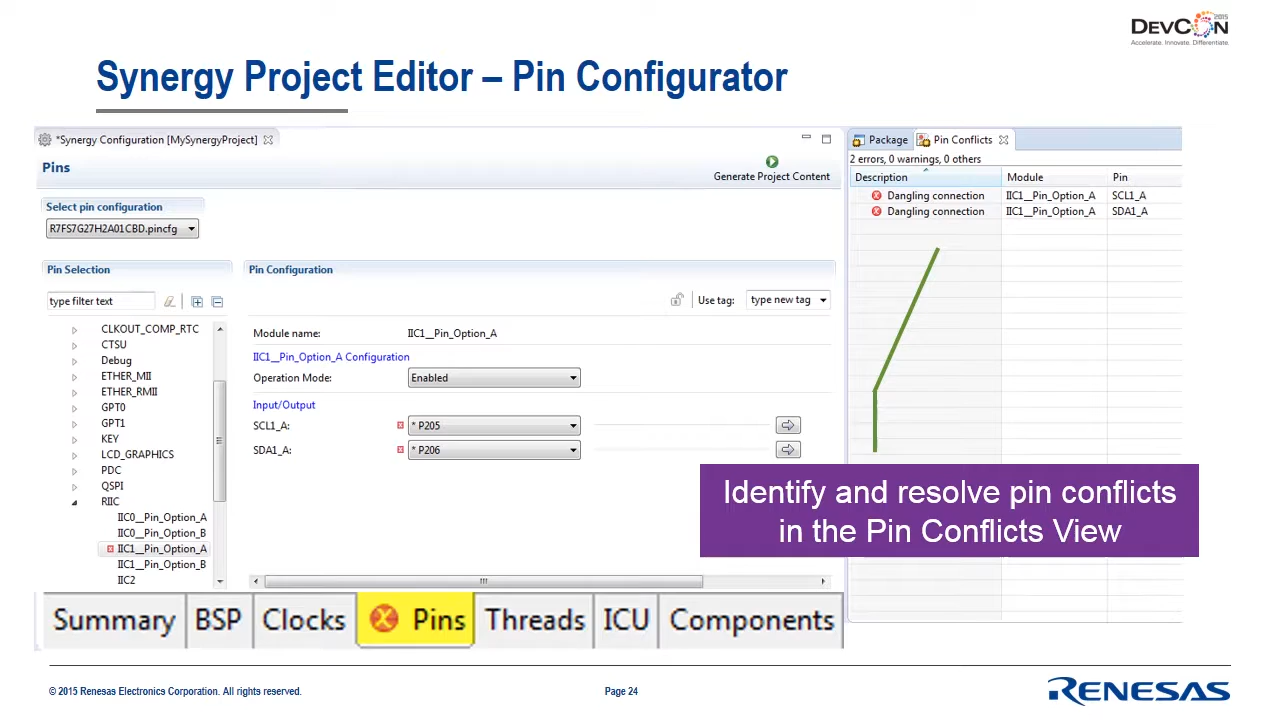 DevCon 2015
Accelerate. Innovate. Differentiate.
Synergy Project Editor – Pin Configurator
*Synergy Configuration [MySynergyProject]
Pins
Generate Project Content
Select pin configuration
R7FS7G27H2A01CBD.pincfg
Pin Selection
type filter text
CLKOUT_COMP_RTC
CTSU
Debug
ETHER_MII
ETHER_RMII
GPT0
GPT1
KEY
LCD_GRAPHICS
PDC
QSPI
RIIC
IIC0__Pin_Option_A
IIC0__Pin_Option_B
IIC1__Pin_Option_A
IIC1__Pin_Option_B
IIC2
Pin Configuration
Use tag: type new tag
Module name: IIC1__Pin_Option_A
IIC1__Pin_Option_A Configuration
Operation Mode: Enabled
Input/Output
SCL1_A: * P205
SDA1_A: * P206
Package Pin Conflicts
2 errors, 0 warnings, 0 others
Description Module Pin
Dangling connection IIC1__Pin_Option_A SCL1_A
Dangling connection IIC1__Pin_Option_A SDA1_A
Identify and resolve pin conflicts
in the Pin Conflicts View
Summary BSP Clocks Pins Threads ICU Components
© 2015 Renesas Electronics Corporation. All rights reserved.
Page 24
RENESAS